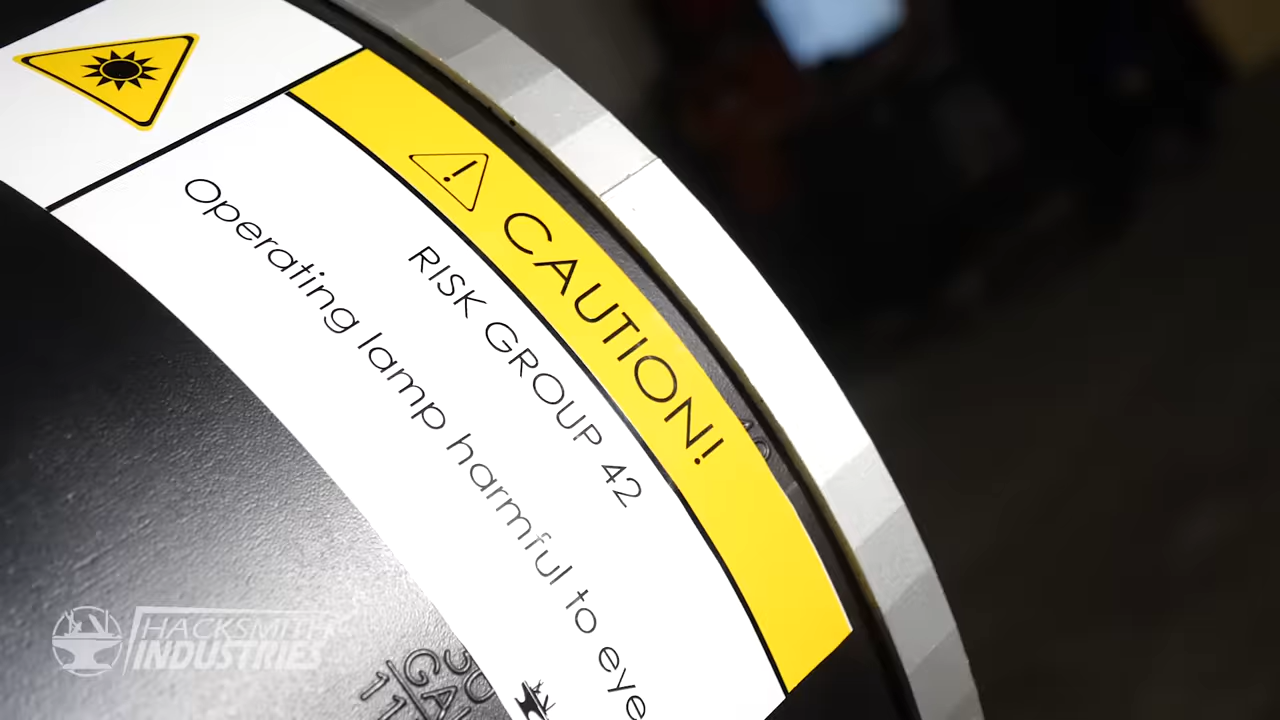 CAUTION!
RISK GROUP 42
Operating lamp harmful to eye
HACKSMITH
INDUSTRIES